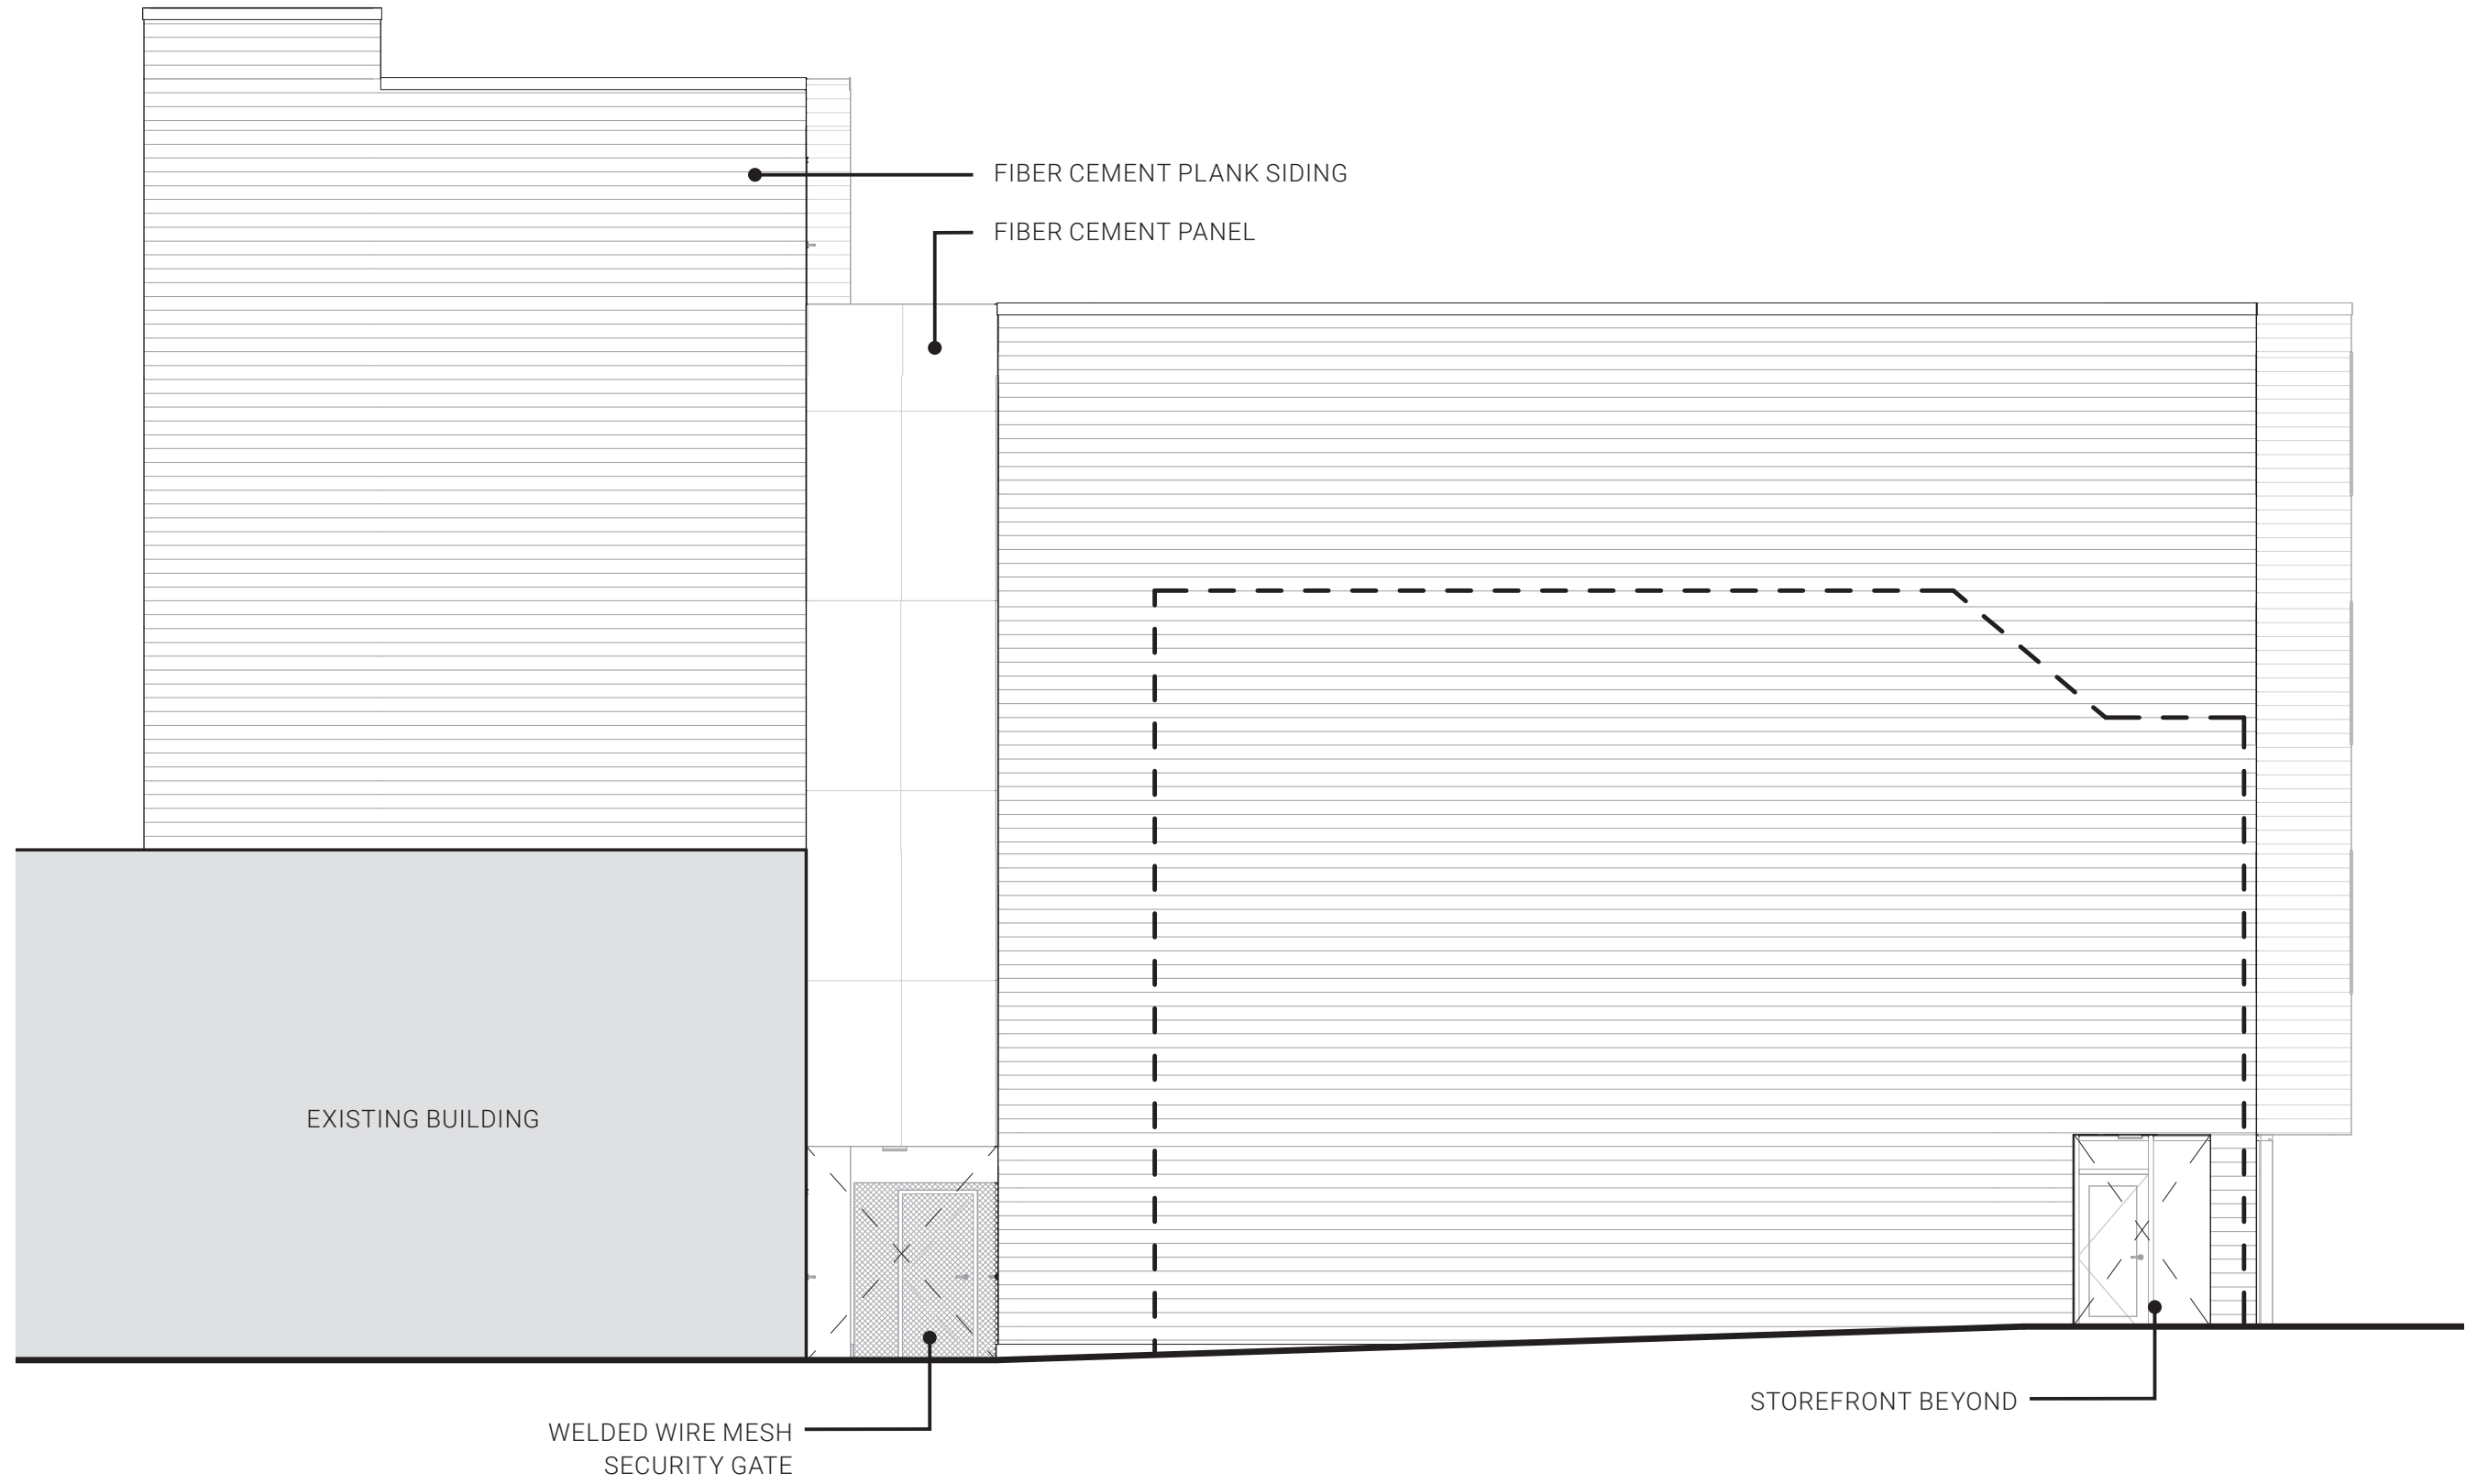 FIBER CEMENT PLANK SIDING
FIBER CEMENT PANEL
EXISTING BUILDING
STOREFRONT BEYOND
WELDED WIRE MESH
SECURITY GATE